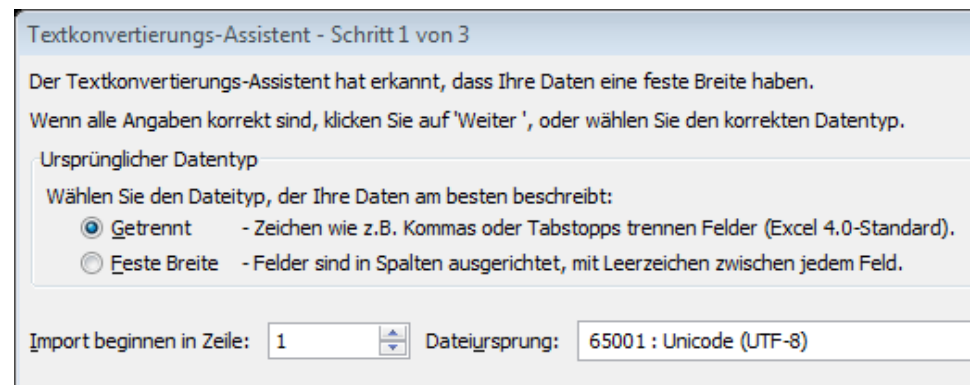 Textkonvertierungs-Assistent - Schritt 1 von 3
Der Textkonvertierungs-Assistent hat erkannt, dass Ihre Daten eine feste Breite haben.
Wenn alle Angaben korrekt sind, klicken Sie auf 'Weiter ', oder wählen Sie den korrekten Datentyp.
Ursprünglicher Datentyp
Wählen Sie den Dateityp, der Ihre Daten am besten beschreibt:
Getrennt - Zeichen wie z.B. Kommas oder Tabstopps trennen Felder (Excel 4.0-Standard).
Feste Breite - Felder sind in Spalten ausgerichtet, mit Leerzeichen zwischen jedem Feld.
Import beginnen in Zeile: 1 Dateiursprung: 65001 : Unicode (UTF-8)